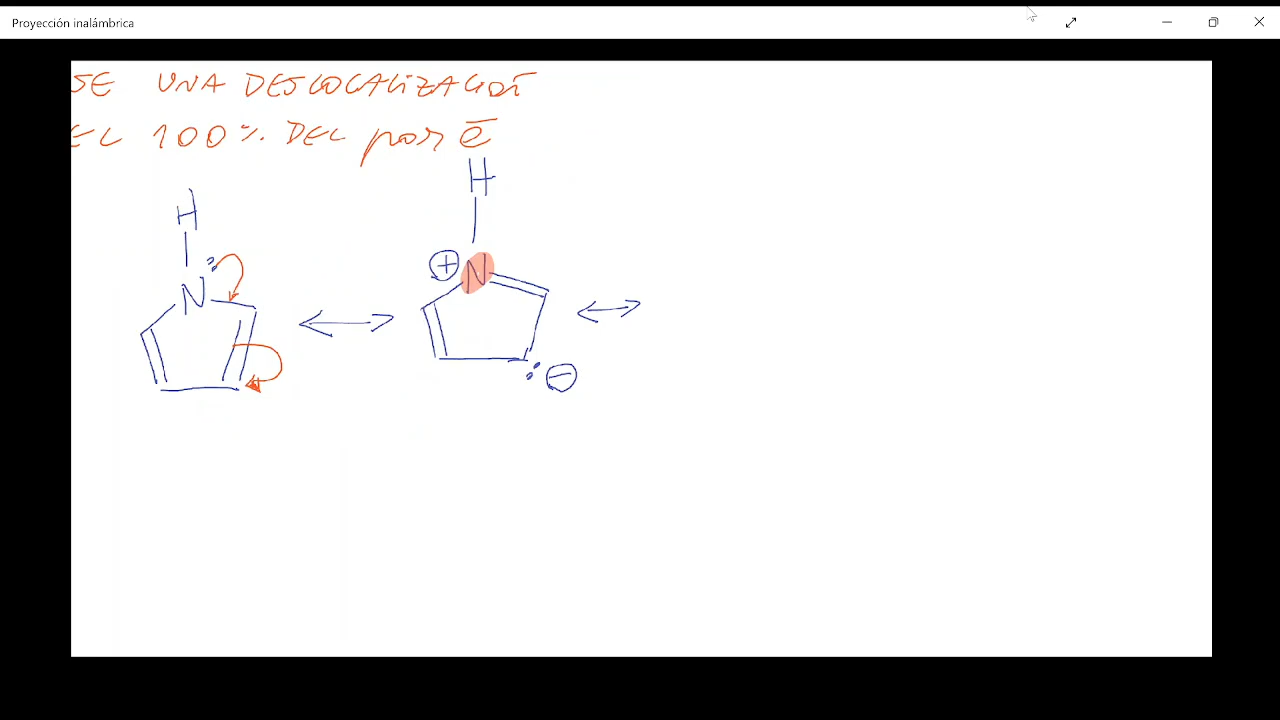 Proyección inalámbrica
SE UNA DESLOCALIZACIÓN
EL 100% DEL par ē
H
H
⊕ N
N
⊖